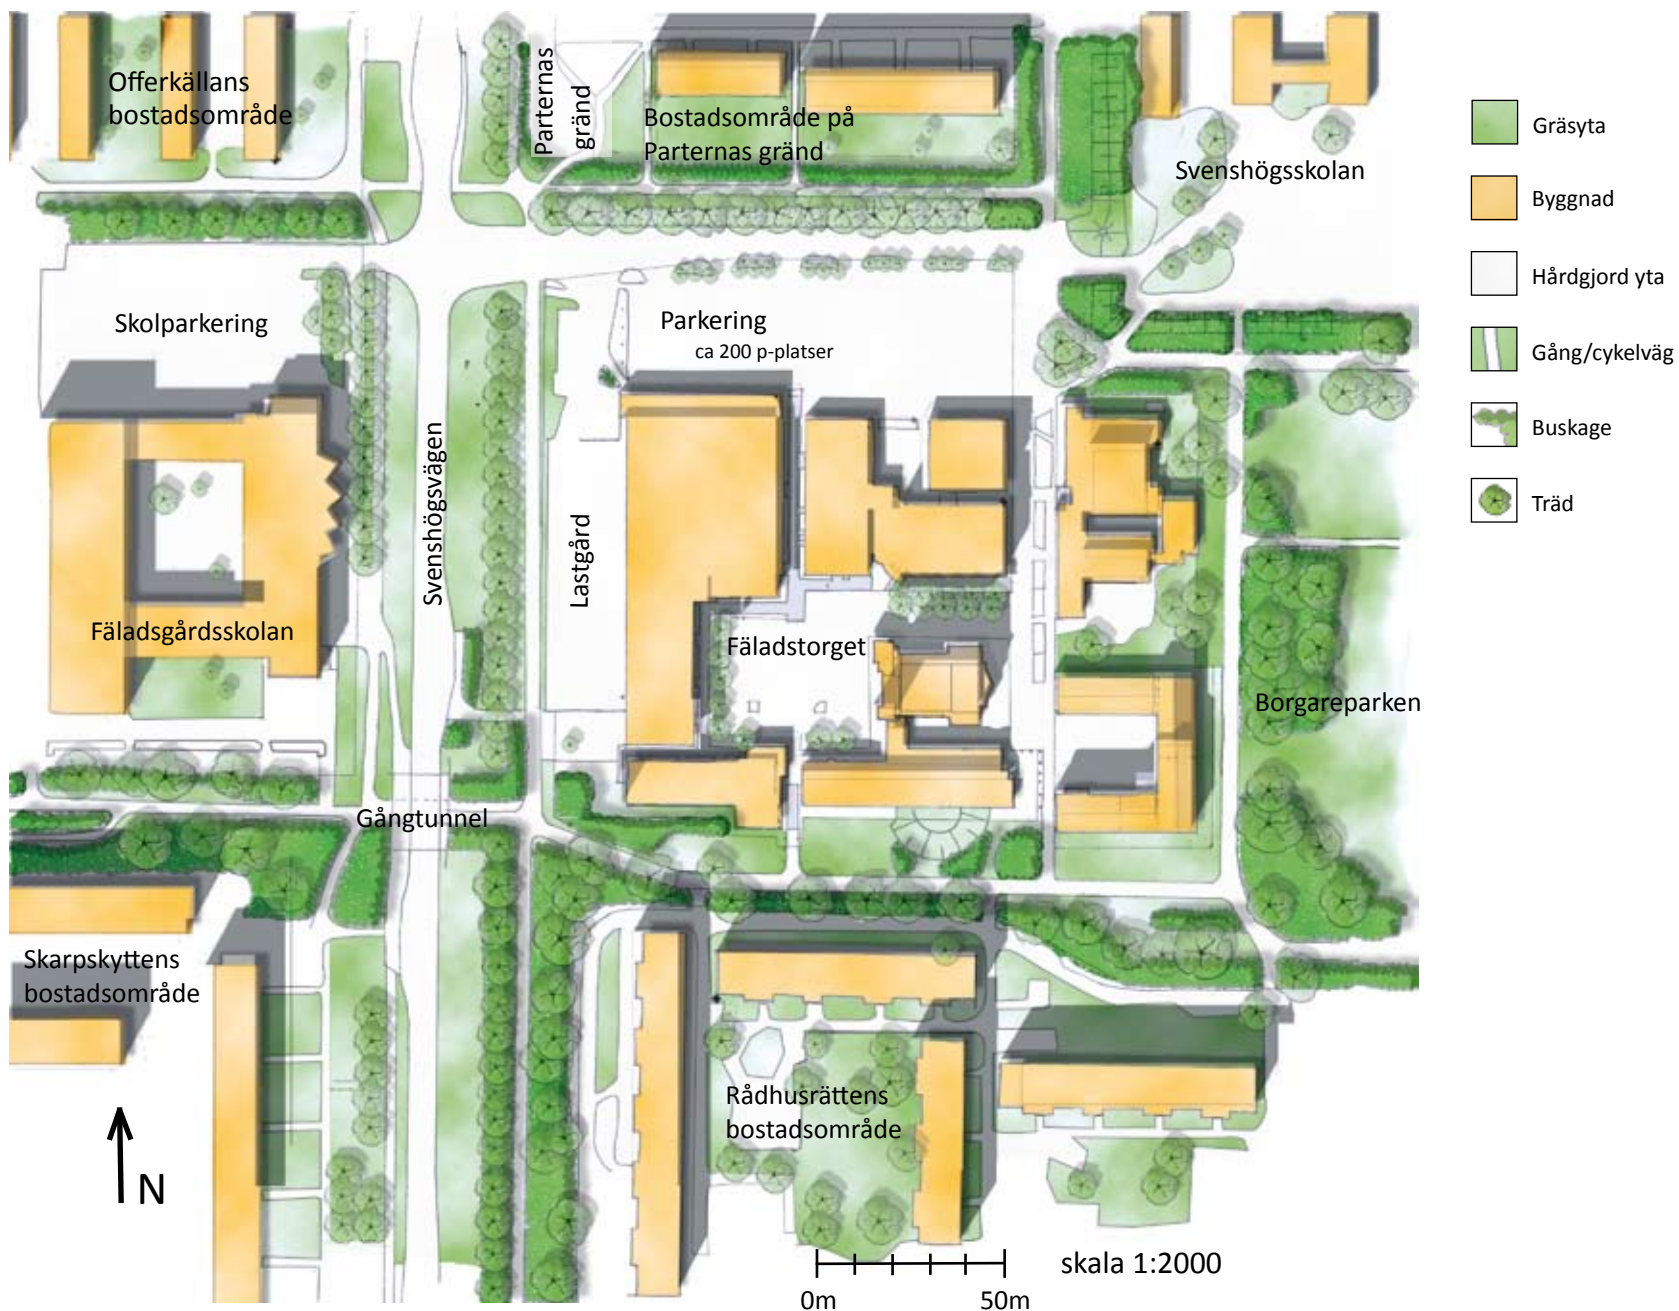 Offerkällans
bostadsområde
Parternas
gränd
Bostadsområde på
Parternas gränd
Svenshögsskolan
Skolparkering
Parkering
ca 200 p-platser
Svenshögsvägen
Lastgård
Fäladsgårdsskolan
Fäladstorget
Borgareparken
Gångtunnel
Skarpskyttens
bostadsområde
Rådhusrättens
bostadsområde
N
skala 1:2000
0m
50m
Gräsyta
Byggnad
Hårdgjord yta
Gång/cykelväg
Buskage
Träd